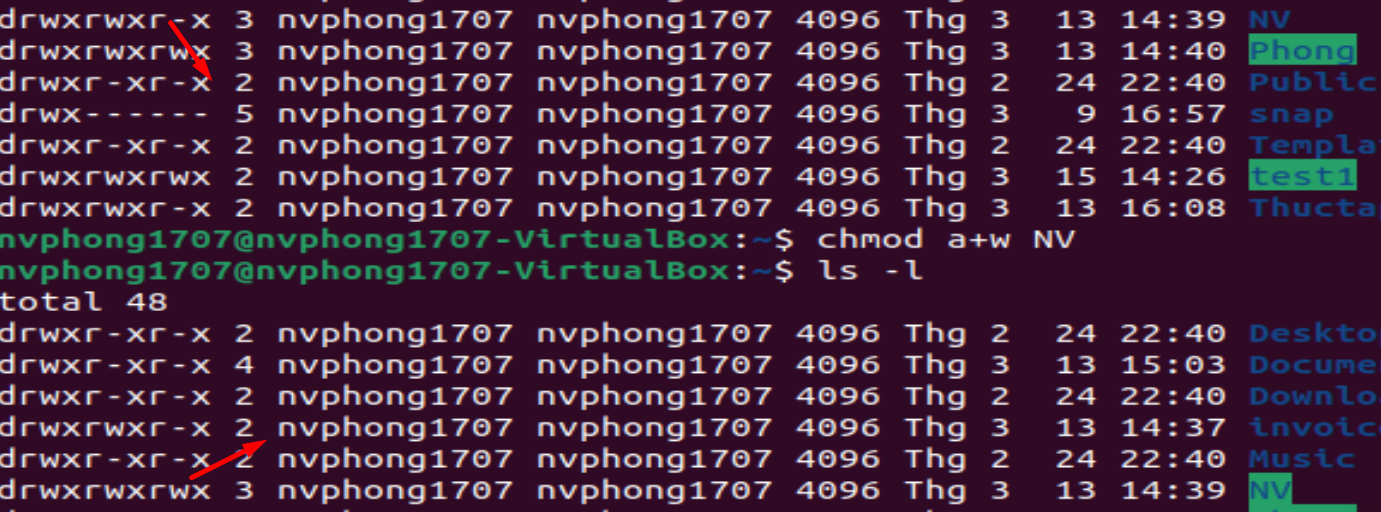 drwxrwxr-x 3 nvphong1707 nvphong1707 4096 Thg 3 13 14:39 NV
drwxrwxrwx 3 nvphong1707 nvphong1707 4096 Thg 3 13 14:40 Phong
drwxr-xr-x 2 nvphong1707 nvphong1707 4096 Thg 2 24 22:40 Public
drwx------ 5 nvphong1707 nvphong1707 4096 Thg 3 9 16:57 snap
drwxr-xr-x 2 nvphong1707 nvphong1707 4096 Thg 2 24 22:40 Templa
drwxrwxrwx 2 nvphong1707 nvphong1707 4096 Thg 3 15 14:26 test1
drwxrwxr-x 2 nvphong1707 nvphong1707 4096 Thg 3 13 16:08 Thucta
nvphong1707@nvphong1707-VirtualBox:~$ chmod a+w NV
nvphong1707@nvphong1707-VirtualBox:~$ ls -l
total 48
drwxr-xr-x 2 nvphong1707 nvphong1707 4096 Thg 2 24 22:40 Deskto
drwxr-xr-x 4 nvphong1707 nvphong1707 4096 Thg 3 13 15:03 Docume
drwxr-xr-x 2 nvphong1707 nvphong1707 4096 Thg 2 24 22:40 Downlo
drwxrwxr-x 2 nvphong1707 nvphong1707 4096 Thg 3 13 14:37 invoic
drwxr-xr-x 2 nvphong1707 nvphong1707 4096 Thg 2 24 22:40 Music
drwxrwxrwx 3 nvphong1707 nvphong1707 4096 Thg 3 13 14:39 NV